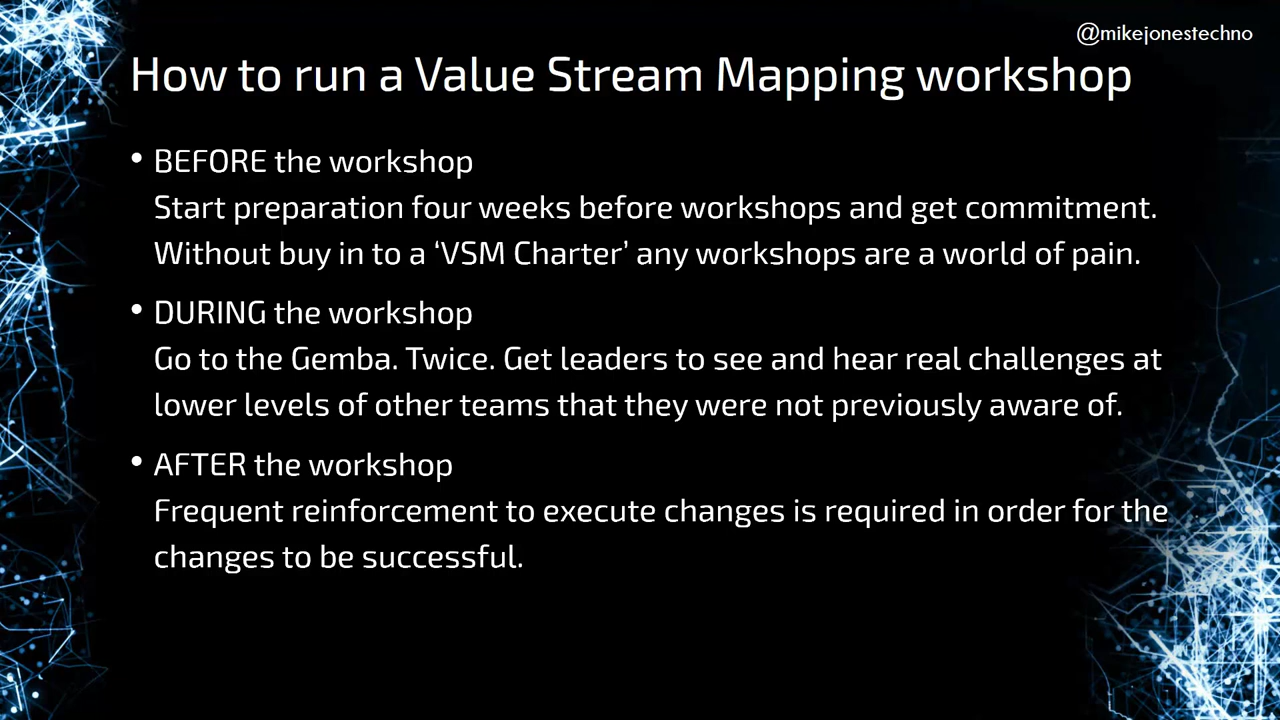 @mikejonestechno
How to run a Value Stream Mapping workshop
• BEFORE the workshop
Start preparation four weeks before workshops and get commitment.
Without buy in to a ‘VSM Charter’ any workshops are a world of pain.
• DURING the workshop
Go to the Gemba. Twice. Get leaders to see and hear real challenges at
lower levels of other teams that they were not previously aware of.
• AFTER the workshop
Frequent reinforcement to execute changes is required in order for the
changes to be successful.